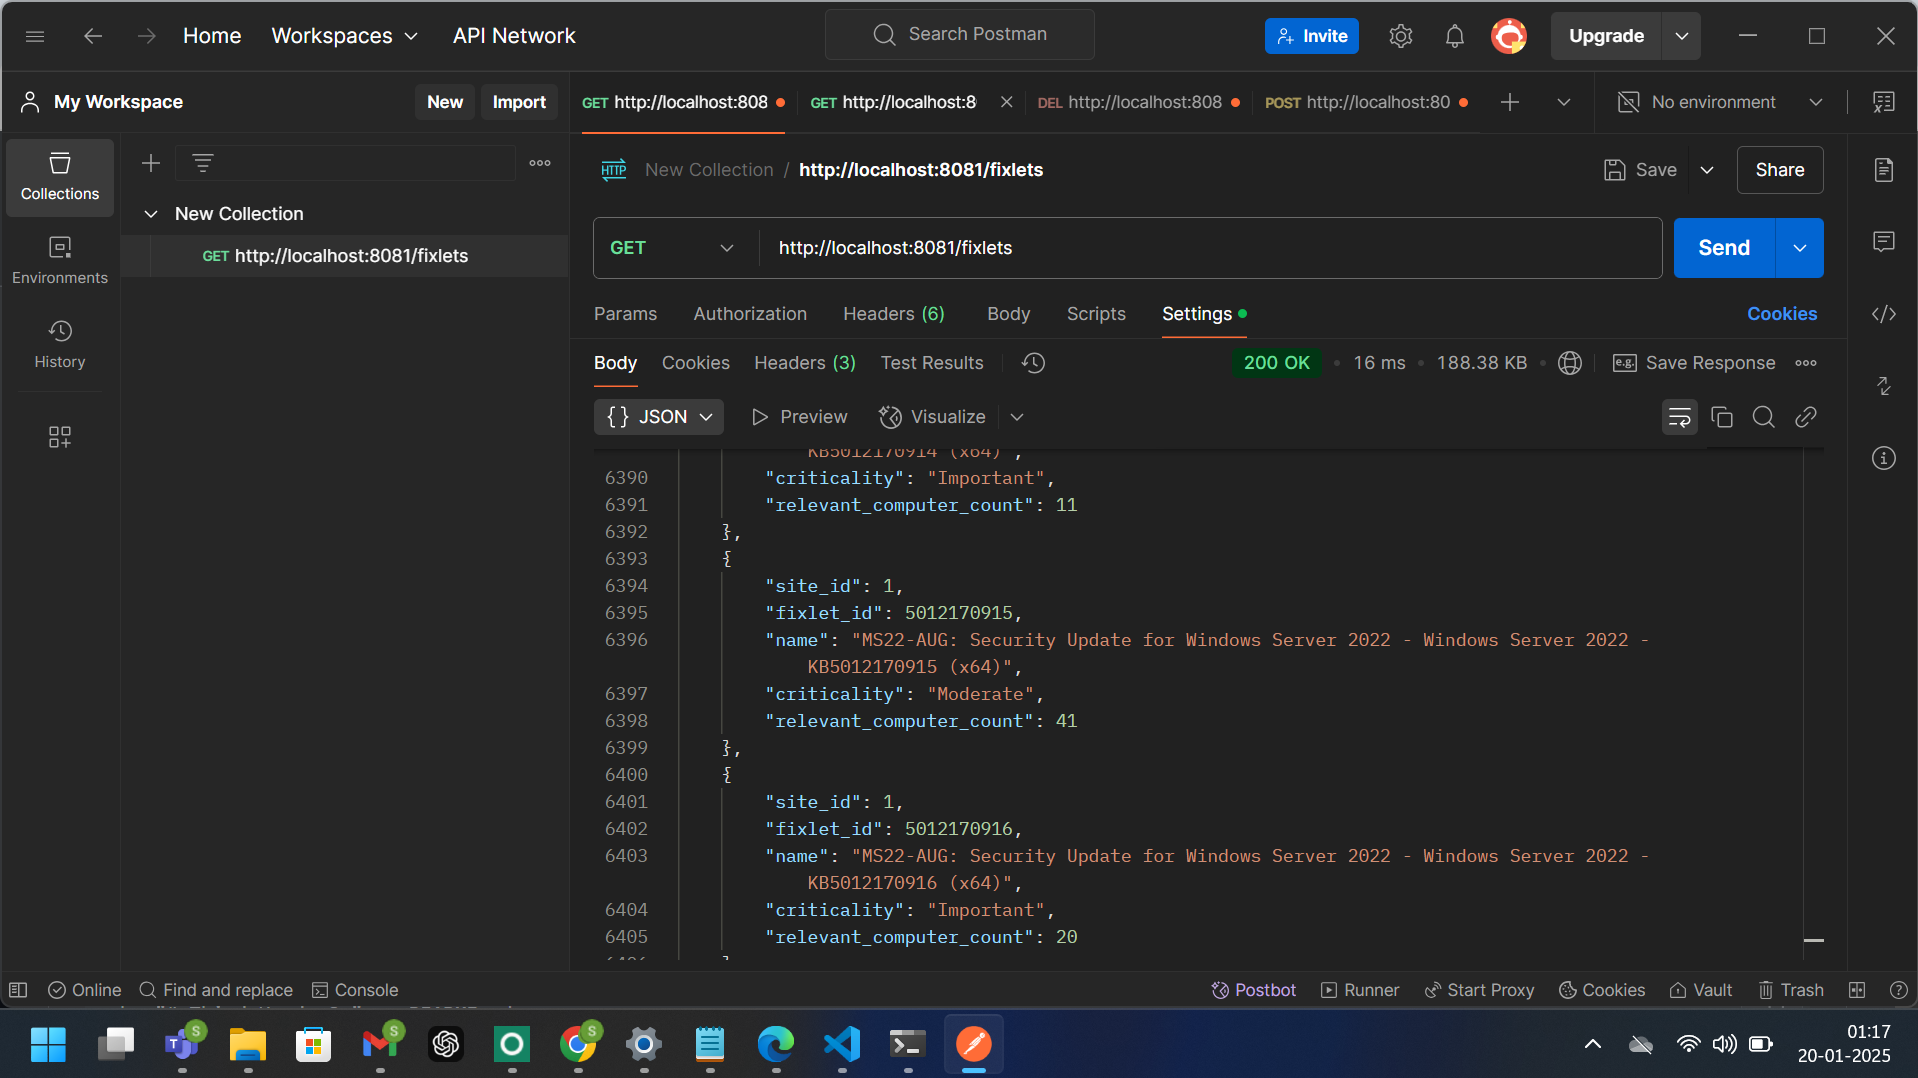 Home
Workspaces
API Network
Search Postman
Invite
Upgrade
My Workspace
New
Import
GET http://localhost:808
GET http://localhost:8
DEL http://localhost:808
POST http://localhost:80
No environment
Collections
Environments
History
New Collection
GET http://localhost:8081/fixlets
HTTP
New Collection / http://localhost:8081/fixlets
Save
Share
GET
http://localhost:8081/fixlets
Send
Params
Authorization
Headers (6)
Body
Scripts
Settings
Cookies
Body
Cookies
Headers (3)
Test Results
200 OK
16 ms
188.38 KB
e.g.
Save Response
{} JSON
Preview
Visualize
KB5012170914 (x64)",
6390 "criticality": "Important",
6391 "relevant_computer_count": 11
6392 },
6393 {
6394 "site_id": 1,
6395 "fixlet_id": 5012170915,
6396 "name": "MS22-AUG: Security Update for Windows Server 2022 - Windows Server 2022 -
KB5012170915 (x64)",
6397 "criticality": "Moderate",
6398 "relevant_computer_count": 41
6399 },
6400 {
6401 "site_id": 1,
6402 "fixlet_id": 5012170916,
6403 "name": "MS22-AUG: Security Update for Windows Server 2022 - Windows Server 2022 -
KB5012170916 (x64)",
6404 "criticality": "Important",
6405 "relevant_computer_count": 20
Online
Find and replace
Console
Postbot
Runner
Start Proxy
Cookies
Vault
Trash
01:17
20-01-2025